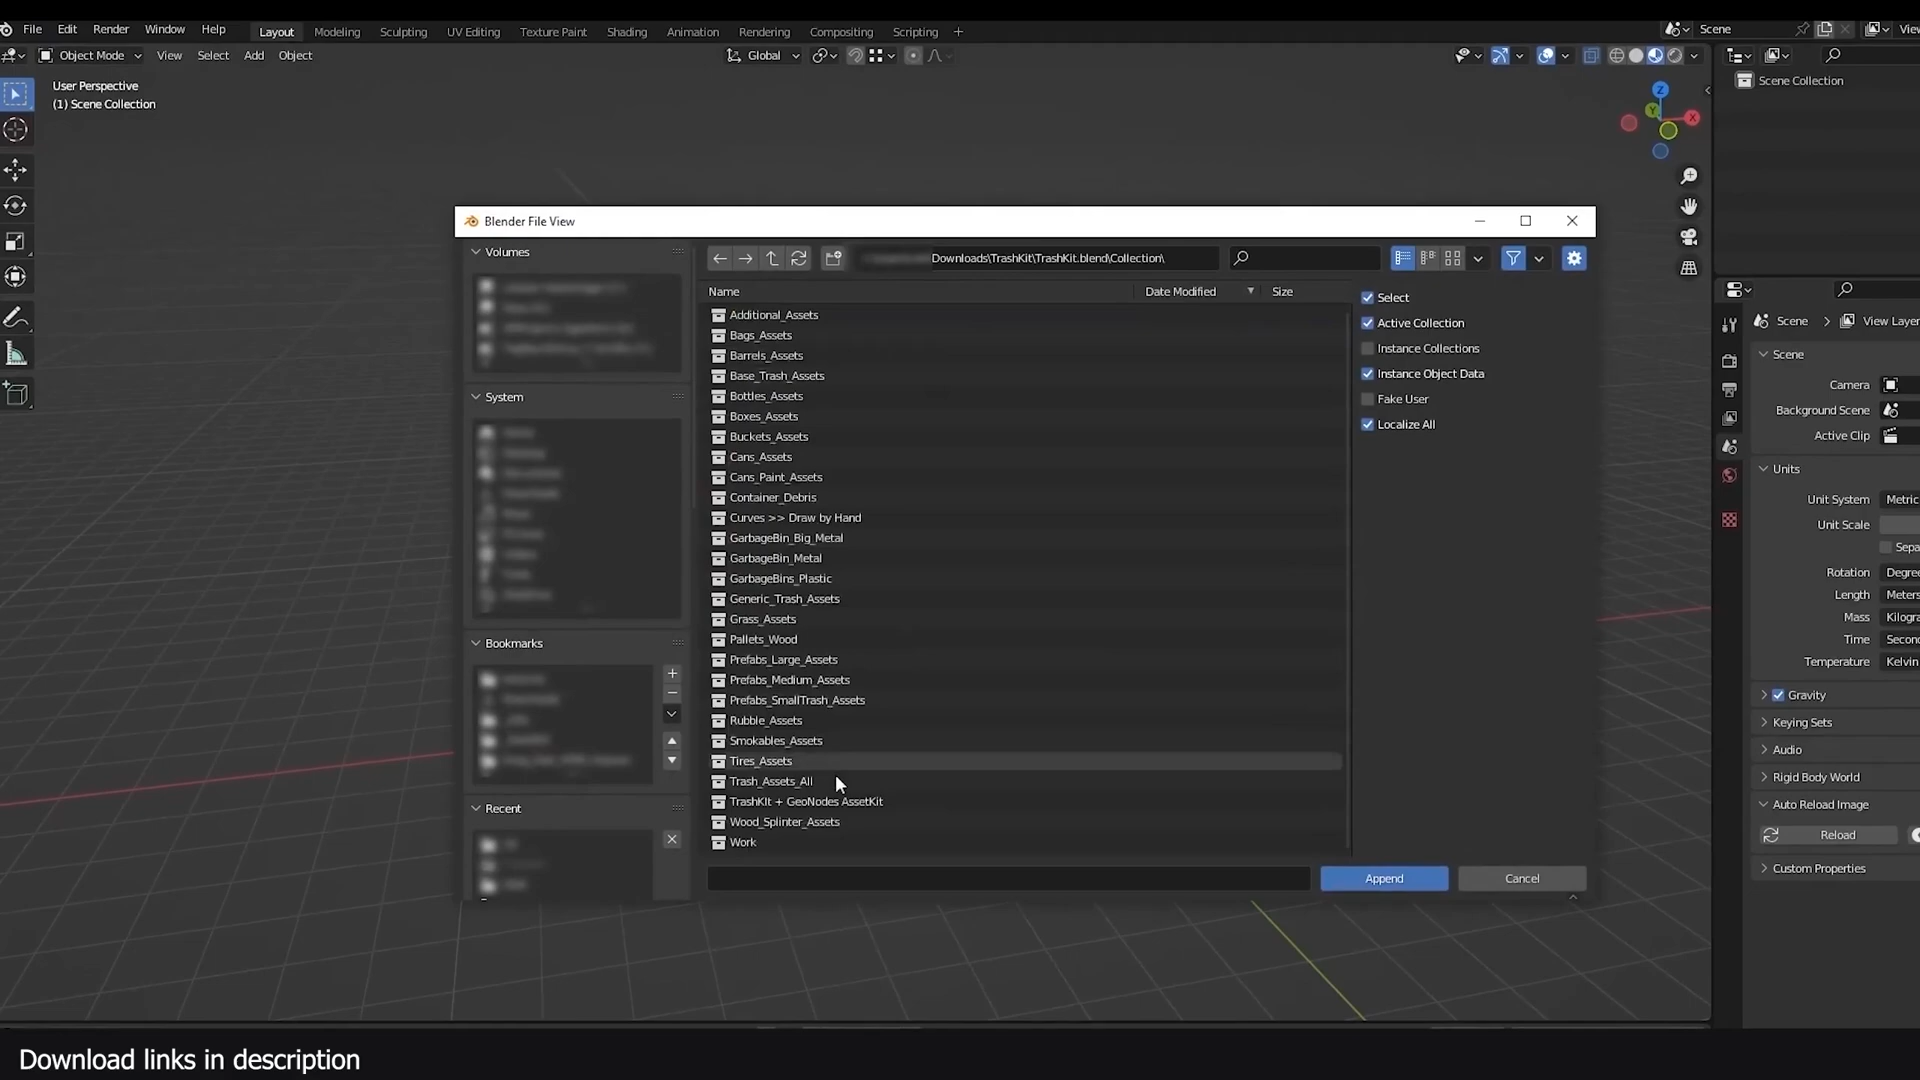 File Edit Render Window Help Layout Modeling Sculpting UV Editing Texture Paint Shading Animation Rendering Compositing Scripting + Scene
Object Mode View Select Add Object Global
User Perspective
(1) Scene Collection
Scene Collection
Z
Y
X
Blender File View
Volumes
Downloads\TrashKit\TrashKit.blend\Collection\
Name Date Modified Size
Additional_Assets
Bags_Assets
Barrels_Assets
Base_Trash_Assets
Bottles_Assets
Boxes_Assets
Buckets_Assets
Cans_Assets
Cans_Paint_Assets
Container_Debris
Curves >> Draw by Hand
GarbageBin_Big_Metal
GarbageBin_Metal
GarbageBins_Plastic
Generic_Trash_Assets
Grass_Assets
Pallets_Wood
Prefabs_Large_Assets
Prefabs_Medium_Assets
Prefabs_SmallTrash_Assets
Rubble_Assets
Smokables_Assets
Tires_Assets
Trash_Assets_All
TrashKIt + GeoNodes AssetKit
Wood_Splinter_Assets
Work
Select
Active Collection
Instance Collections
Instance Object Data
Fake User
Localize All
System
Bookmarks
Recent
Append Cancel
Scene > View Layer
Scene
Camera
Background Scene
Active Clip
Units
Unit System Metric
Unit Scale
Sepa
Rotation Degre
Length Meters
Mass Kilogra
Time Secon
Temperature Kelvin
Gravity
Keying Sets
Audio
Rigid Body World
Auto Reload Image
Reload
Custom Properties
Download links in description